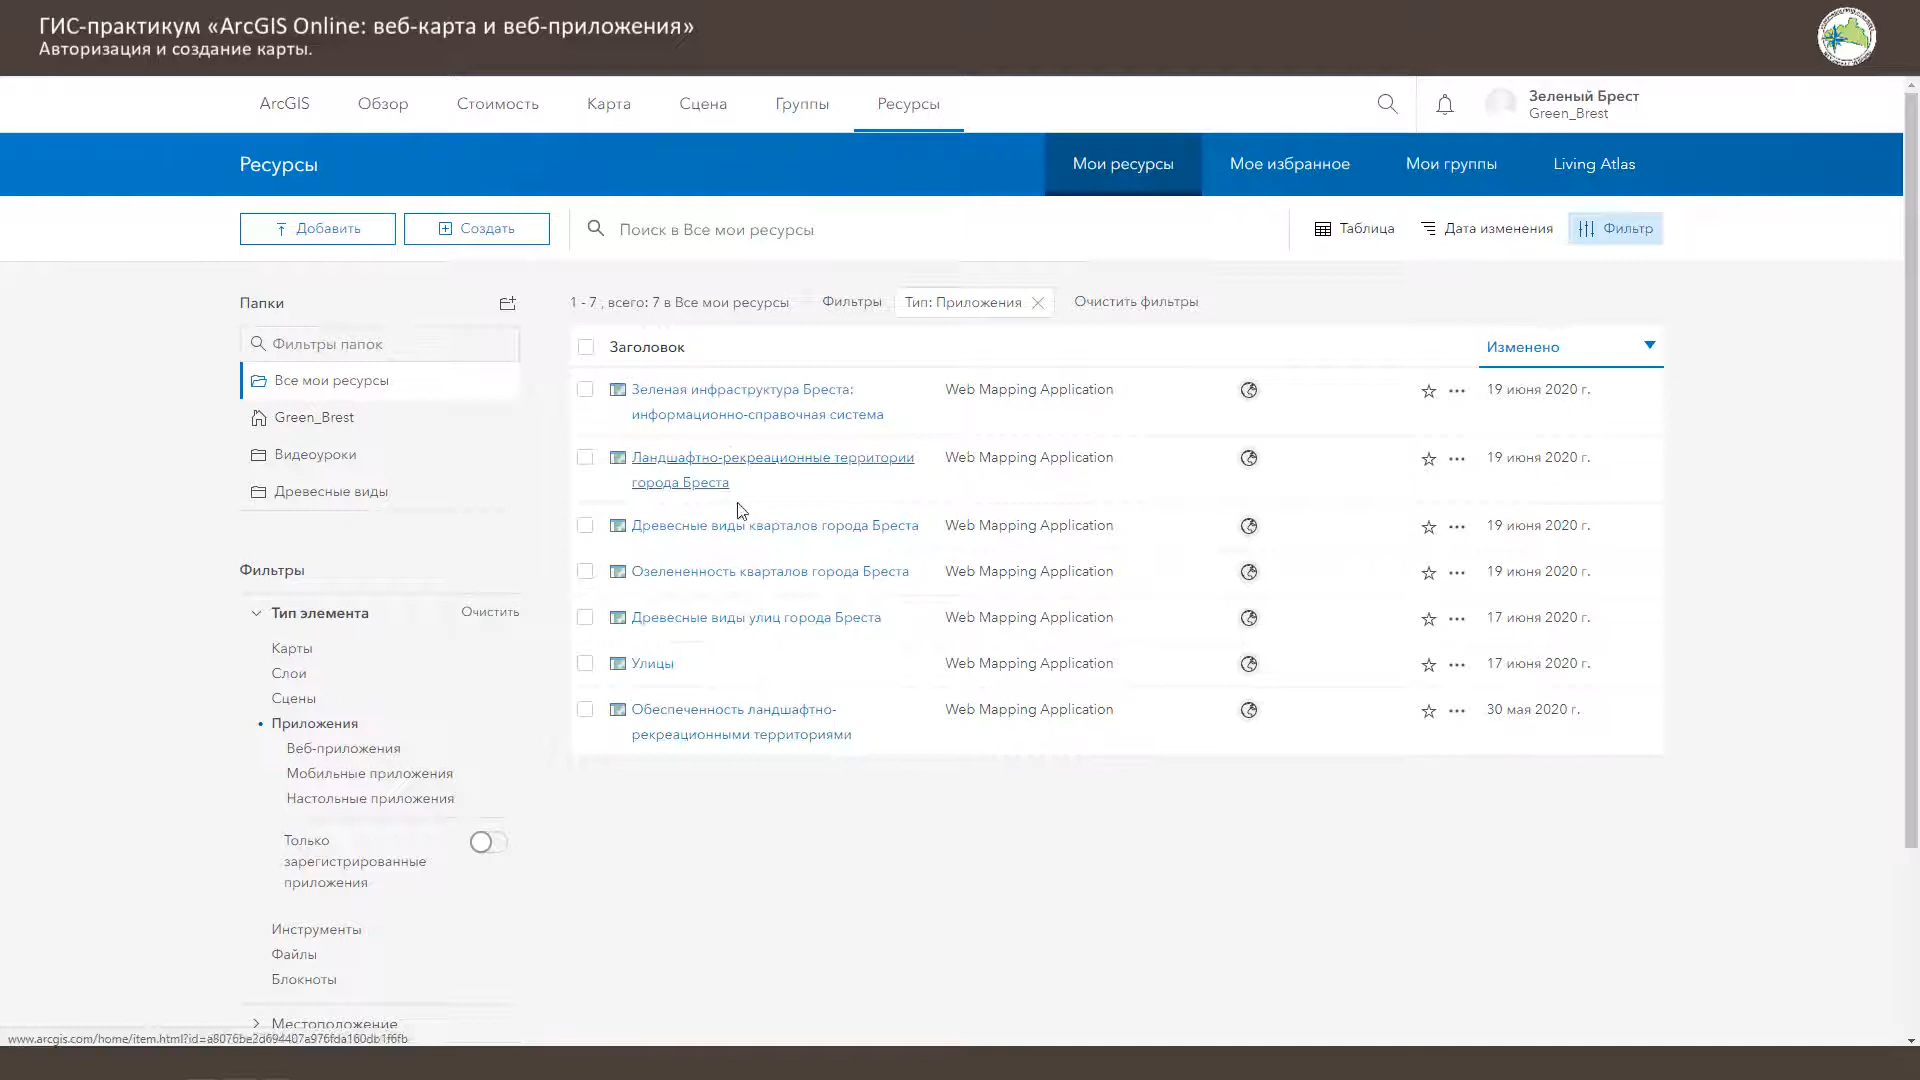 ГИС-практикум «ArcGIS Online: веб-карта и веб-приложения»
Авторизация и создание карты.
ArcGIS Обзор Стоимость Карта Сцена Группы Ресурсы
Зеленый Брест
Green_Brest
Ресурсы Мои ресурсы Мое избранное Мои группы Living Atlas
Добавить Создать Поиск в Все мои ресурсы Таблица Дата изменения Фильтр
Папки
Фильтры папок
Все мои ресурсы
Green_Brest
Видеоуроки
Древесные виды
Фильтры
Тип элемента Очистить
Карты
Слои
Сцены
Приложения
Веб-приложения
Мобильные приложения
Настольные приложения
Только
зарегистрированные
приложения
Инструменты
Файлы
Блокноты
Местоположение
1 - 7 , всего: 7 в Все мои ресурсы Фильтры Тип: Приложения Очистить фильтры
Заголовок Изменено
Зеленая инфраструктура Бреста: Web Mapping Application 19 июня 2020 г.
информационно-справочная система
Ландшафтно-рекреационные территории Web Mapping Application 19 июня 2020 г.
города Бреста
Древесные виды кварталов города Бреста Web Mapping Application 19 июня 2020 г.
Озелененность кварталов города Бреста Web Mapping Application 19 июня 2020 г.
Древесные виды улиц города Бреста Web Mapping Application 17 июня 2020 г.
Улицы Web Mapping Application 17 июня 2020 г.
Обеспеченность ландшафтно- Web Mapping Application 30 мая 2020 г.
рекреационными территориями
www.arcgis.com/home/item.html?id=a8076be2d694407a976fda160db1f6fb